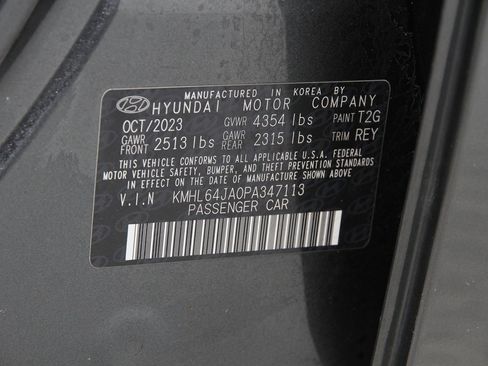 MANUFACTURED IN KOREA BY
HYUNDAI MOTOR COMPANY
OCT/2023 GVWR 4354 lbs PAINT T2G
GAWR FRONT 2513 lbs GAWR REAR 2315 lbs TRIM REY
THIS VEHICLE CONFORMS TO ALL APPLICABLE U.S.A. FEDERAL
MOTOR VEHICLE SAFETY, BUMPER, AND THEFT PREVENTION STANDARDS
IN EFFECT ON THE DATE OF MANUFACTURE SHOWN ABOVE.
V.I.N KMHL64JA0PA347113
PASSENGER CAR